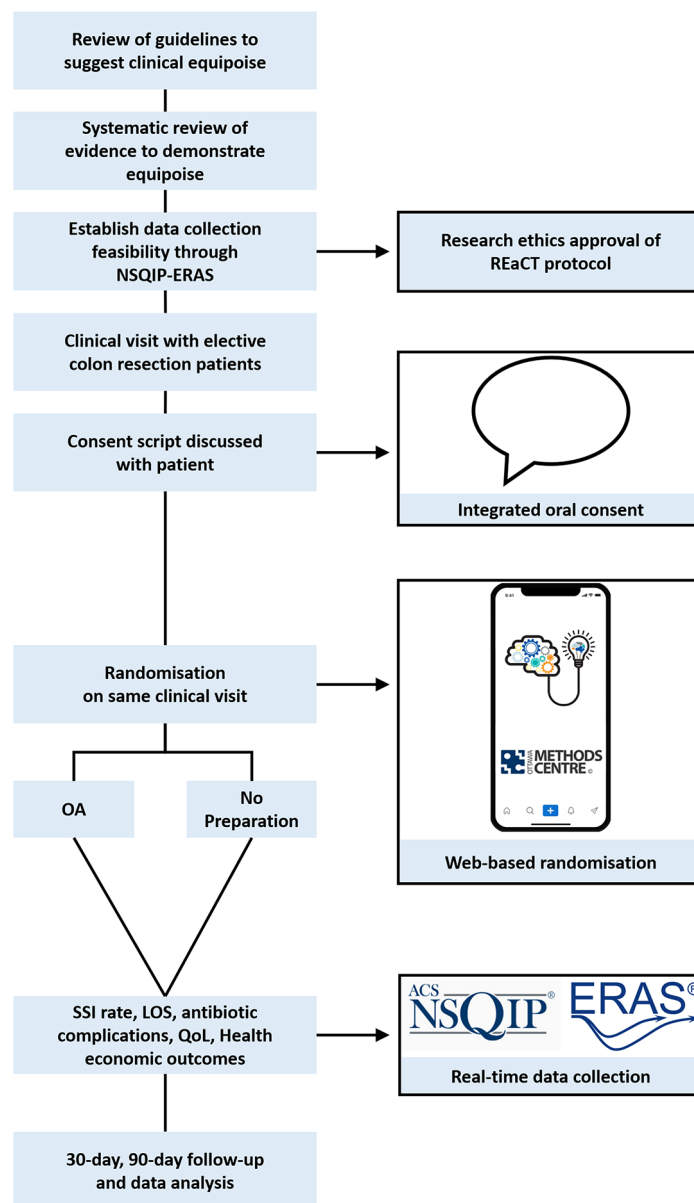 Review of guidelines to
suggest clinical equipoise
Systematic review of
evidence to demonstrate
equipoise
Establish data collection
feasibility through
NSQIP-ERAS
Research ethics approval of
REaCT protocol
Clinical visit with elective
colon resection patients
Consent script discussed
with patient
Integrated oral consent
Randomisation
on same clinical visit
9:41
OTTAWA
METHODS
CENTRE ©
Web-based randomisation
OA
No
Preparation
SSI rate, LOS, antibiotic
complications, QoL, Health
economic outcomes
ACS
NSQIP®
ERAS®
Real-time data collection
30-day, 90-day follow-up
and data analysis